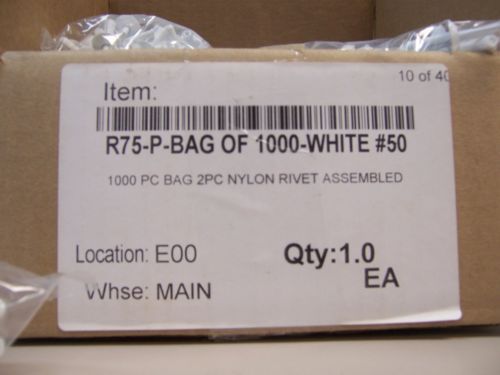 10 of 40
Item:
R75-P-BAG OF 1000-WHITE #50
1000 PC BAG 2PC NYLON RIVET ASSEMBLED
Location: E00
Qty:1.0
EA
Whse: MAIN